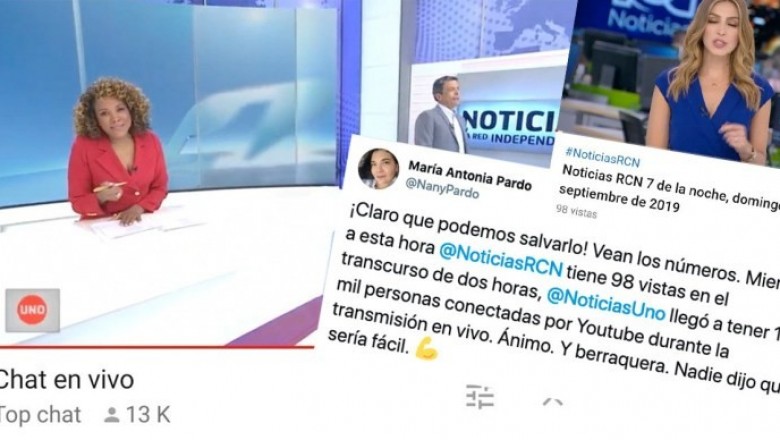 Notici
NOTICI
A RED INDEPEN
#NoticiasRCN
Noticias RCN 7 de la noche, doming
septiembre de 2019
98 vistas
María Antonia Pardo
@NanyPardo
¡Claro que podemos salvarlo! Vean los números. Mien
a esta hora @NoticiasRCN tiene 98 vistas en el
transcurso de dos horas, @NoticiasUno llegó a tener 1
mil personas conectadas por Youtube durante la
transmisión en vivo. Ánimo. Y berraquera. Nadie dijo qu
sería fácil. 💪
UNO
Chat en vivo
Top chat 13 K